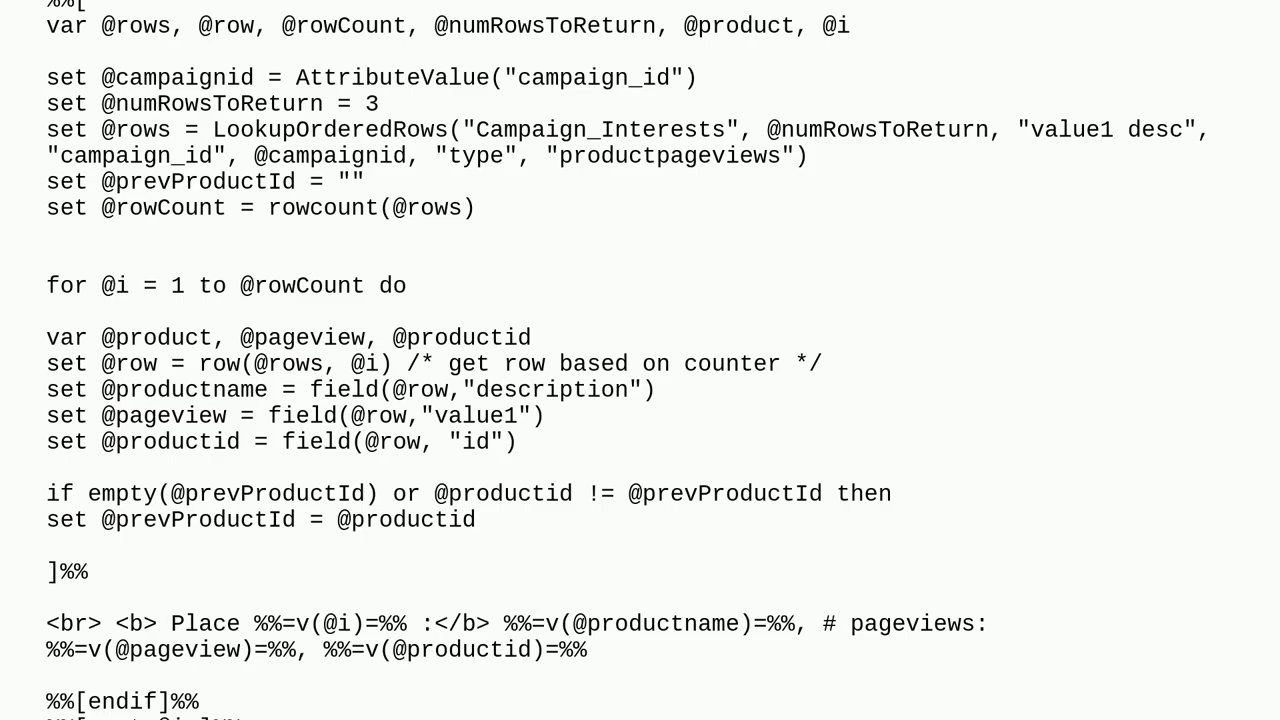 %%[
var @rows, @row, @rowCount, @numRowsToReturn, @product, @i
set @campaignid = AttributeValue("campaign_id")
set @numRowsToReturn = 3
set @rows = LookupOrderedRows("Campaign_Interests", @numRowsToReturn, "value1 desc",
"campaign_id", @campaignid, "type", "productpageviews")
set @prevProductId = ""
set @rowCount = rowcount(@rows)
for @i = 1 to @rowCount do
var @product, @pageview, @productid
set @row = row(@rows, @i) /* get row based on counter */
set @productname = field(@row,"description")
set @pageview = field(@row,"value1")
set @productid = field(@row, "id")
if empty(@prevProductId) or @productid != @prevProductId then
set @prevProductId = @productid
]%%
<br> <b> Place %%=v(@i)=%% :</b> %%=v(@productname)=%%, # pageviews:
%%=v(@pageview)=%%, %%=v(@productid)=%%
%%[endif]%%